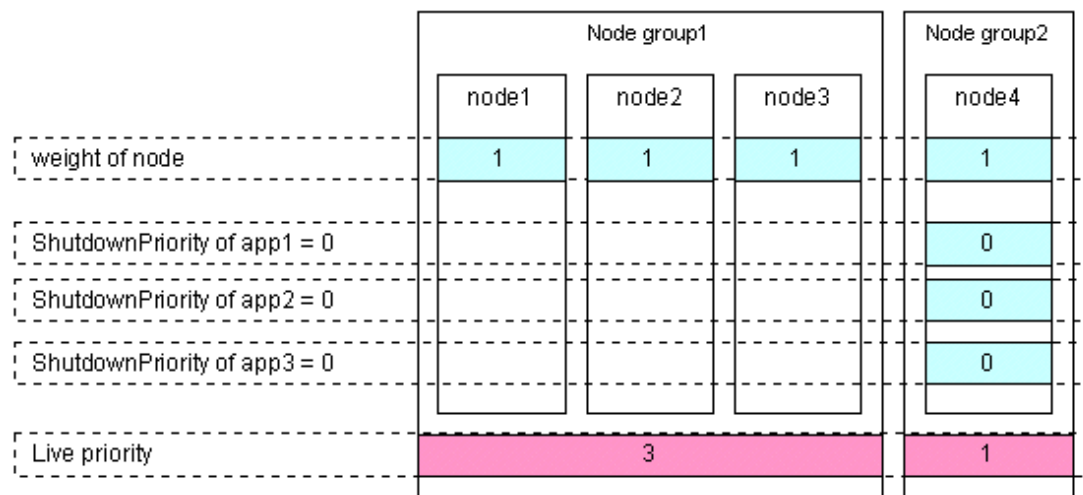 Node group1 Node group2
node1 node2 node3 node4
weight of node 1 1 1 1
ShutdownPriority of app1 = 0 0
ShutdownPriority of app2 = 0 0
ShutdownPriority of app3 = 0 0
Live priority 3 1